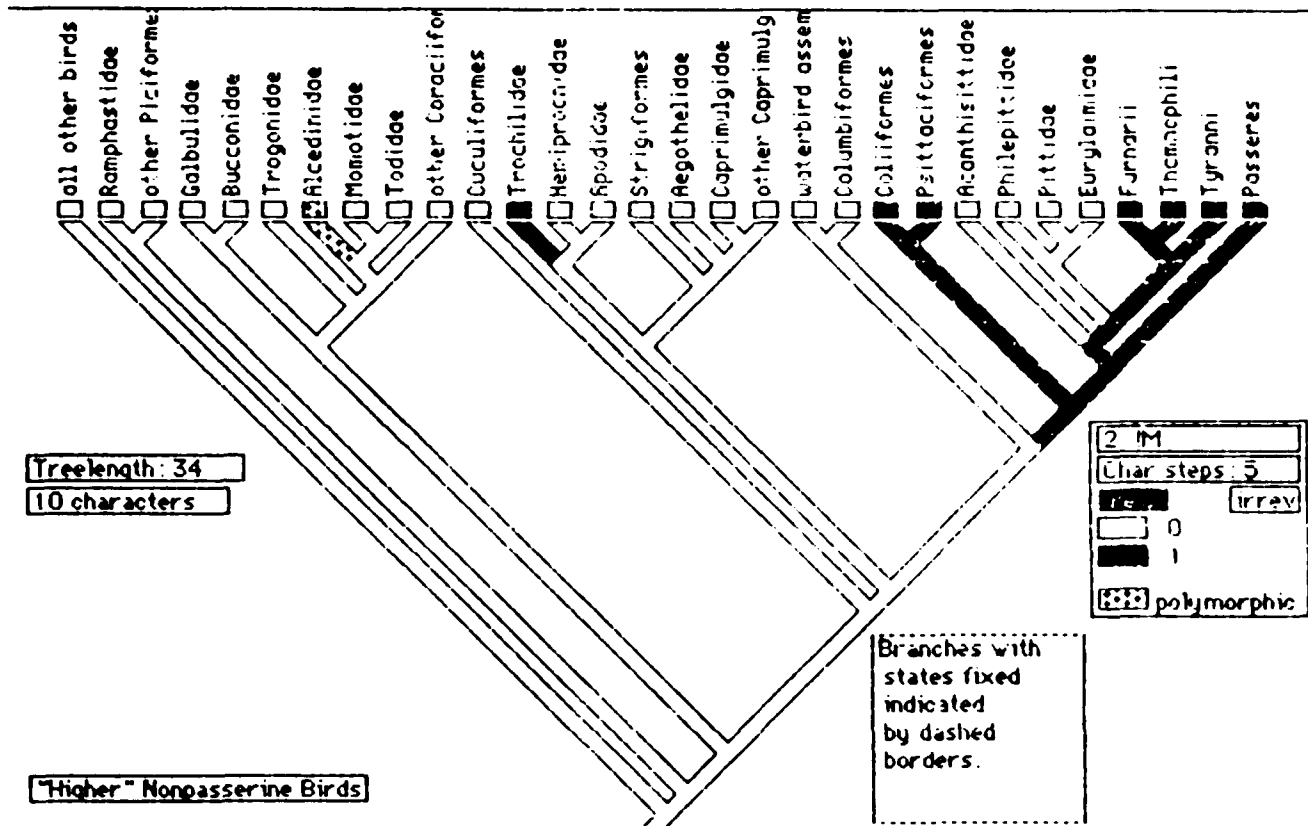 all other birds
Ramphastidae
other Piciformes
Galbulidae
Bucconidae
Trogonidae
Alcedinidae
Momotidae
Todidae
other Coraciifor
Cuculiformes
Trochilidae
Hemiprocnidae
Apodidae
Strigiformes
Aegothelidae
Caprimulgidae
other Caprimulg
waterbird assem
Columbiformes
Coliiformes
Psittaciformes
Acanthisittidae
Philepittidae
Pittidae
Eurylaimidae
Furnarii
Thamnophili
Tyranni
Passeres
Treelength: 34
10 characters
"Higher" Nonpasserine Birds
Char steps: 5
irrev
0
1
polymorphic
Branches with
states fixed
indicated
by dashed
borders.